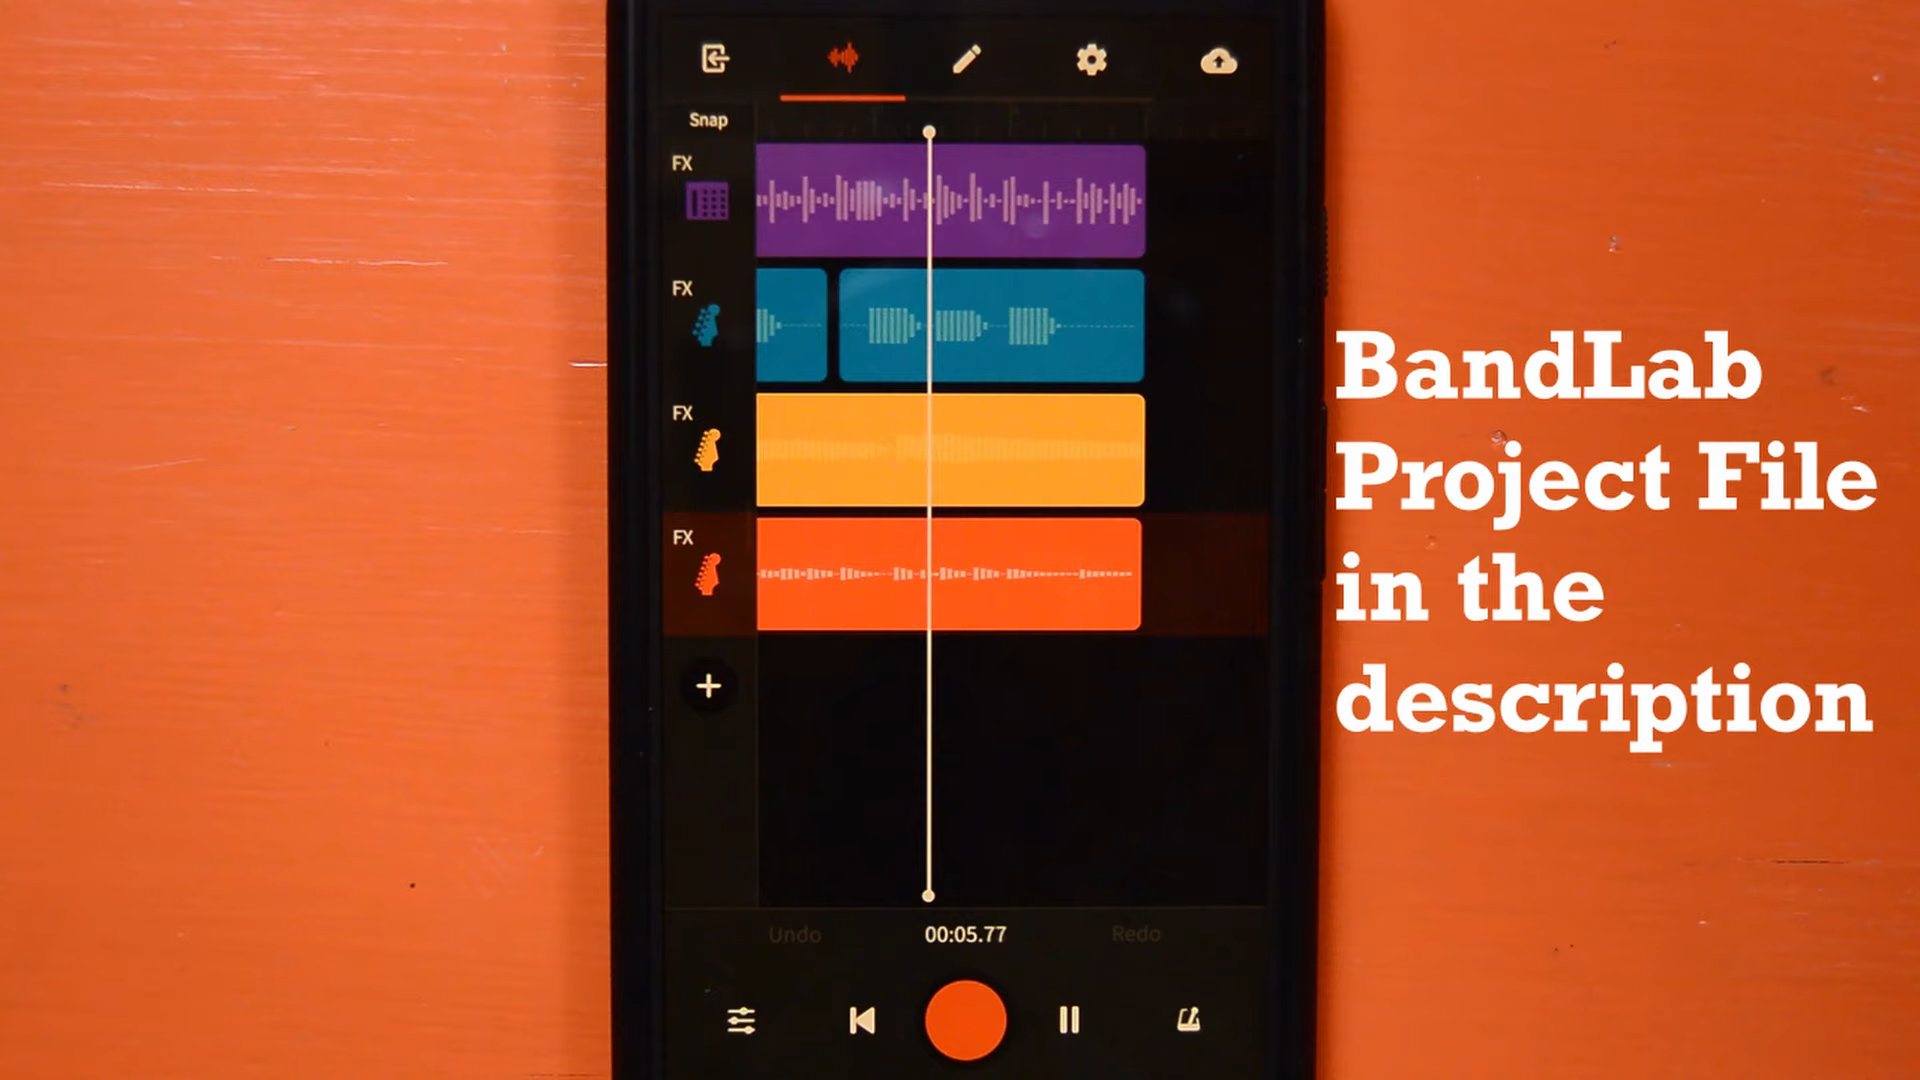 Snap
FX
FX
FX
FX
BandLab
Project File
in the
description
Undo
00:05.77
Redo